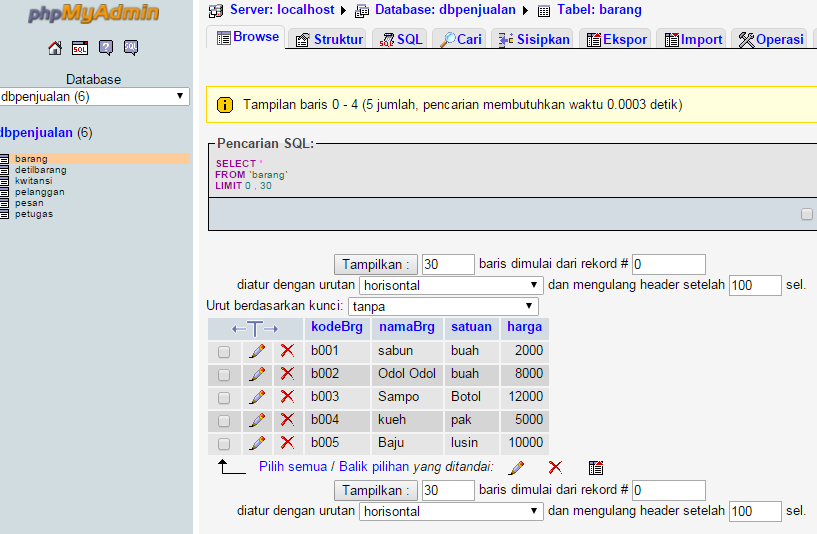 phpMyAdmin
SQL
? SQL
Database
dbpenjualan (6)
dbpenjualan (6)
barang
detilbarang
kwitansi
pelanggan
pesan
petugas
Server: localhost Database: dbpenjualan Tabel: barang
Browse Struktur SQL Cari Sisipkan Ekspor Import Operasi
Tampilan baris 0 - 4 (5 jumlah, pencarian membutuhkan waktu 0.0003 detik)
Pencarian SQL:
SELECT *
FROM `barang`
LIMIT 0 , 30
Tampilkan : 30 baris dimulai dari rekord # 0
diatur dengan urutan horisontal dan mengulang header setelah 100 sel.
Urut berdasarkan kunci: tanpa
←T→ kodeBrg namaBrg satuan harga
b001 sabun buah 2000
b002 Odol Odol buah 8000
b003 Sampo Botol 12000
b004 kueh pak 5000
b005 Baju lusin 10000
Pilih semua / Balik pilihan yang ditandai:
Tampilkan : 30 baris dimulai dari rekord # 0
diatur dengan urutan horisontal dan mengulang header setelah 100 sel.